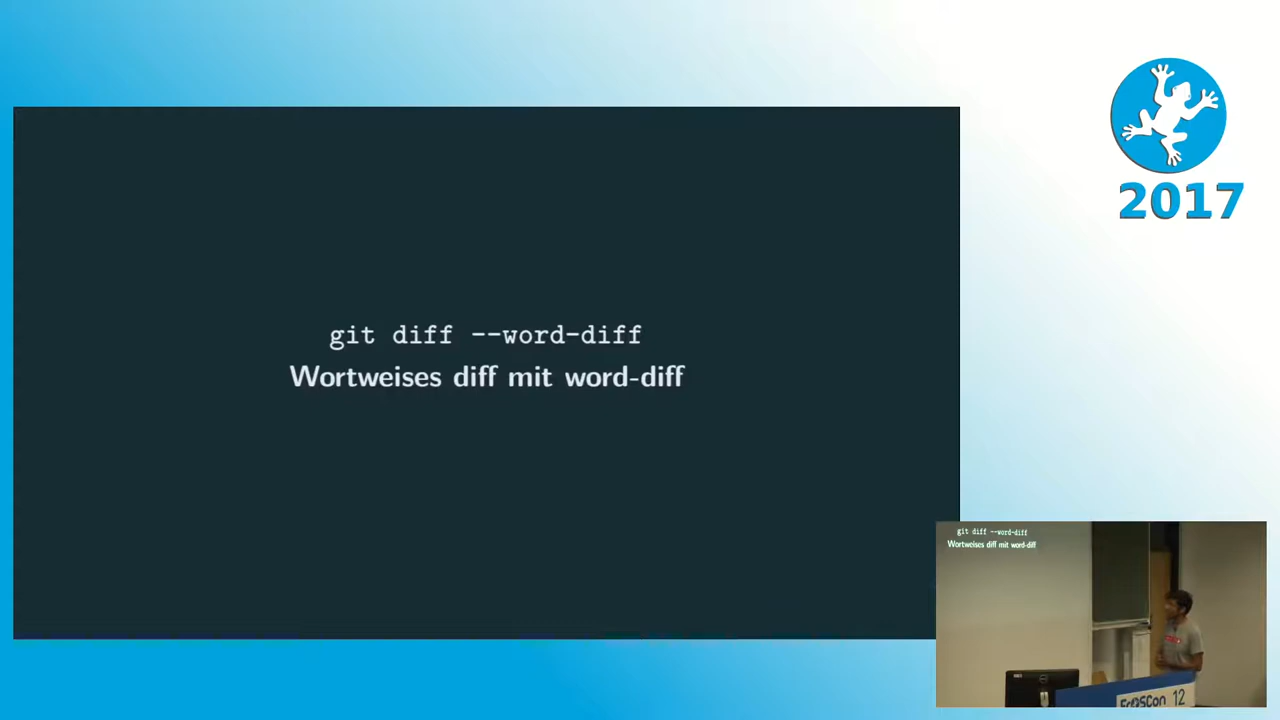 2017
git diff --word-diff
Wortweises diff mit word-diff
git diff --word-diff
Wortweises diff mit word-diff
FrOSCon 12